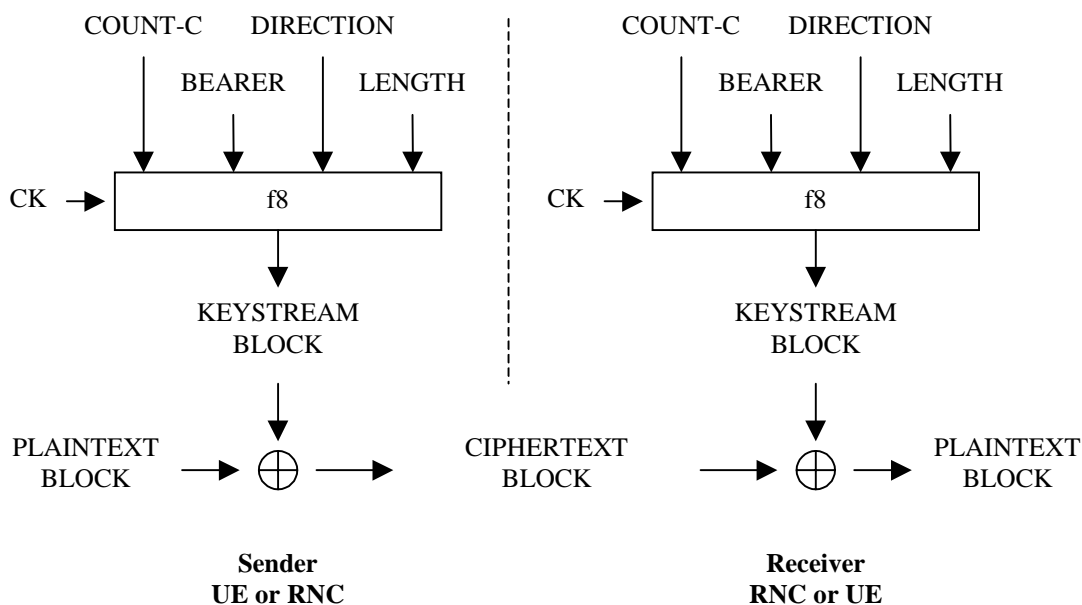 COUNT-C DIRECTION COUNT-C DIRECTION
BEARER LENGTH BEARER LENGTH
CK f8 CK f8
KEYSTREAM KEYSTREAM
BLOCK BLOCK
PLAINTEXT CIPHERTEXT PLAINTEXT
BLOCK BLOCK BLOCK
Sender Receiver
UE or RNC RNC or UE